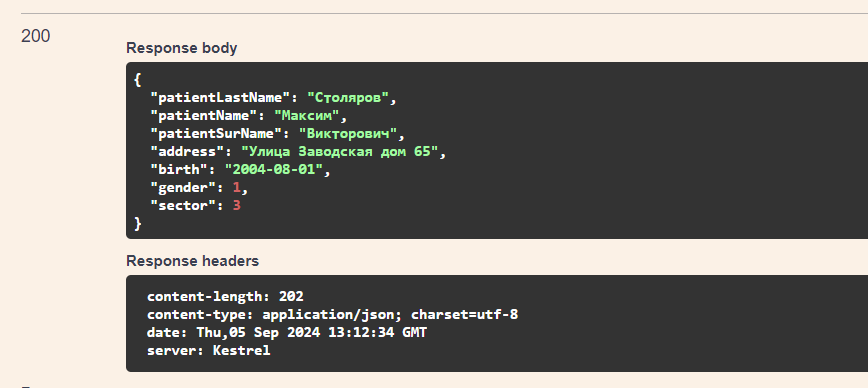 200
Response body
{
"patientLastName": "Столяров",
"patientName": "Максим",
"patientSurName": "Викторович",
"address": "Улица Заводская дом 65",
"birth": "2004-08-01",
"gender": 1,
"sector": 3
}
Response headers
content-length: 202
content-type: application/json; charset=utf-8
date: Thu,05 Sep 2024 13:12:34 GMT
server: Kestrel